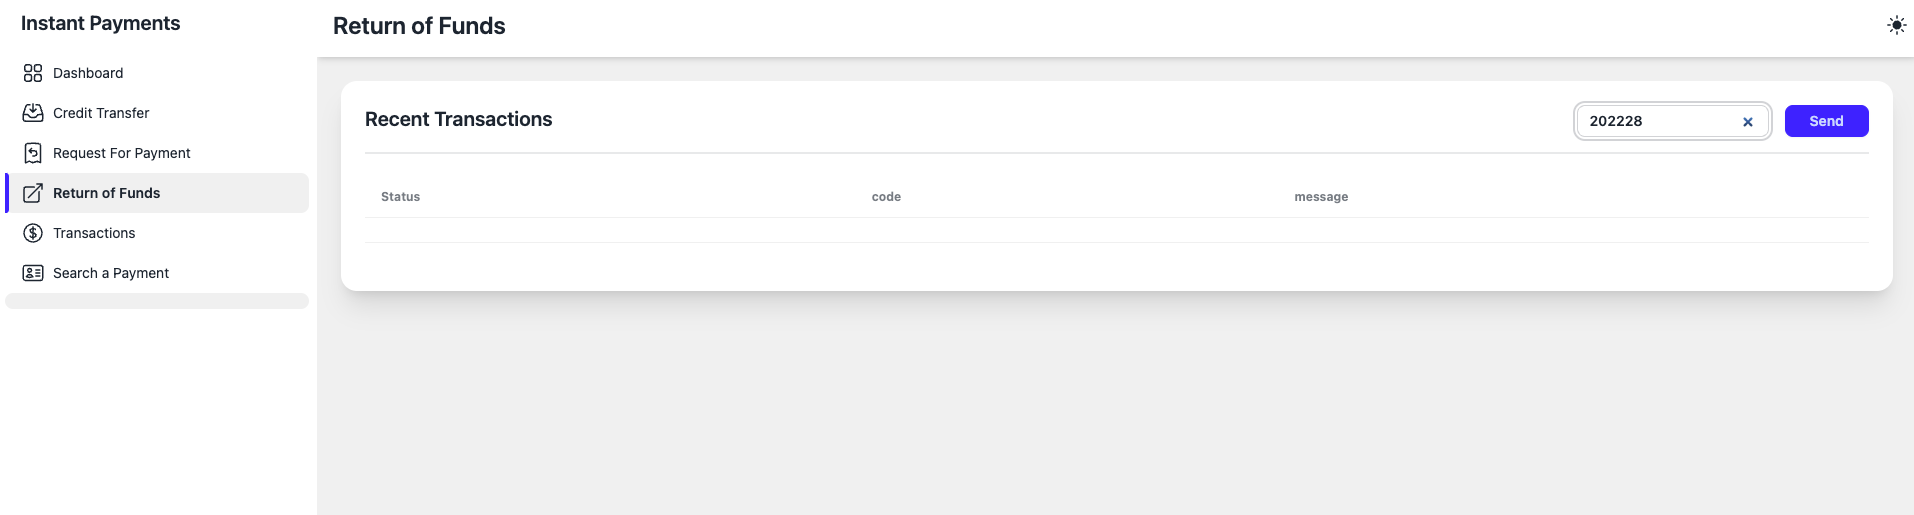 Instant Payments
Dashboard
Credit Transfer
Request For Payment
Return of Funds
Transactions
Search a Payment
Return of Funds
Recent Transactions
202228
Send
Status code message